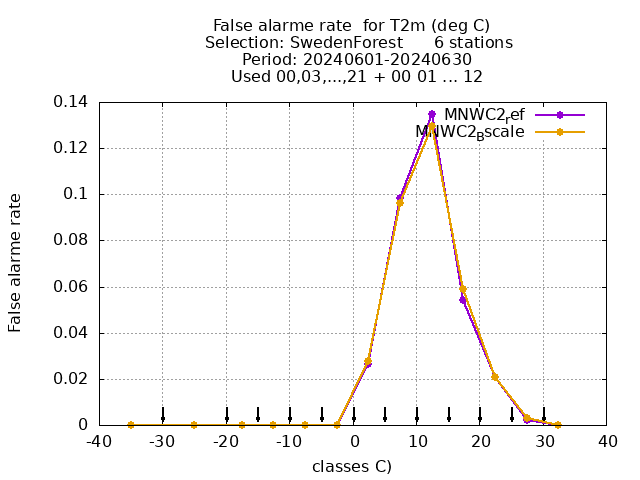 False alarme rate  for T2m (deg C)
Selection: SwedenForest      6 stations
Period: 20240601-20240630
Used 00,03,...,21 + 00 01 ... 12
0.14
0.12
0.1
0.08
0.06
0.04
0.02
0
False alarme rate
MNWC2_ref
MNWC2_Bscale
-40 -30 -20 -10 0 10 20 30 40
classes C)